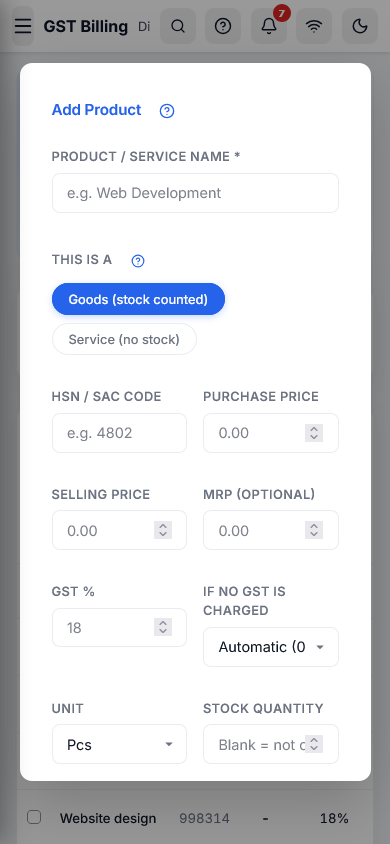 GST Billing Di
7
Add Product
PRODUCT / SERVICE NAME *
e.g. Web Development
THIS IS A
Goods (stock counted)
Service (no stock)
HSN / SAC CODE PURCHASE PRICE
e.g. 4802 0.00
SELLING PRICE MRP (OPTIONAL)
0.00 0.00
GST % IF NO GST IS
CHARGED
18 Automatic (0
UNIT STOCK QUANTITY
Pcs Blank = not c
Website design 998314 - 18%